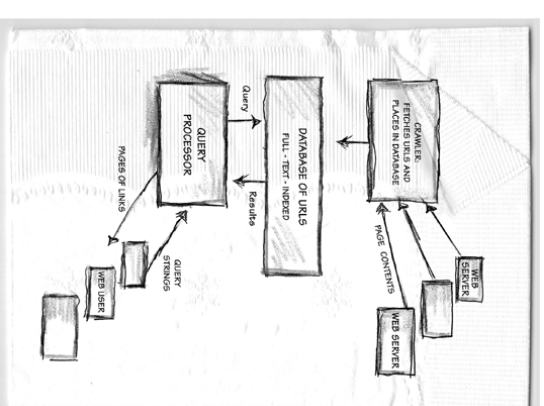 WEB
SERVER
WEB SERVER
PAGE CONTENTS
CRAWLER:
FETCHES URLS AND
PLACES IN DATABASE
DATABASE OF URLS
FULL - TEXT - INDEXED
Query
Results
QUERY
PROCESSOR
QUERY
STRINGS
PAGES OF LINKS
WEB USER